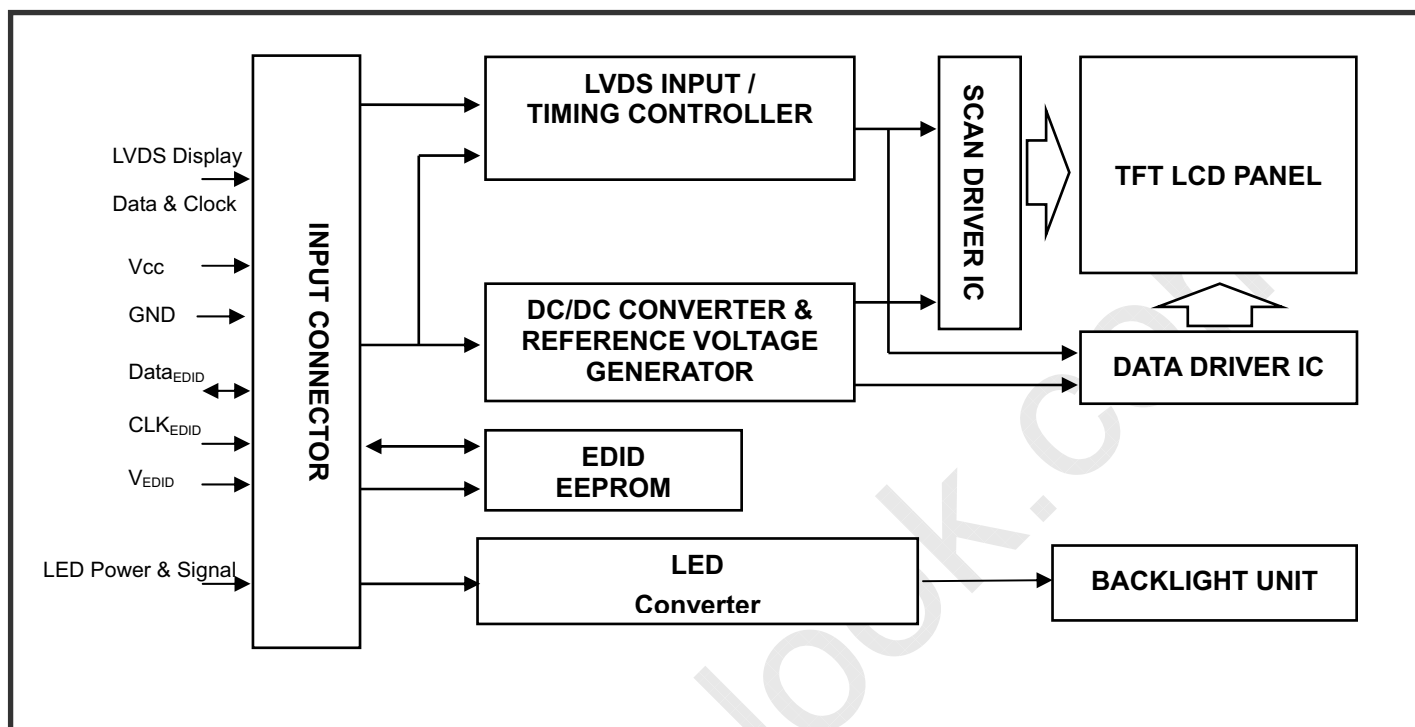 LVDS Display
Data & Clock
Vcc
GND
DataEDID
CLKEDID
VEDID
LED Power & Signal
INPUT CONNECTOR
LVDS INPUT /
TIMING CONTROLLER
DC/DC CONVERTER &
REFERENCE VOLTAGE
GENERATOR
EDID
EEPROM
LED
Converter
SCAN DRIVER IC
TFT LCD PANEL
DATA DRIVER IC
BACKLIGHT UNIT
look.com